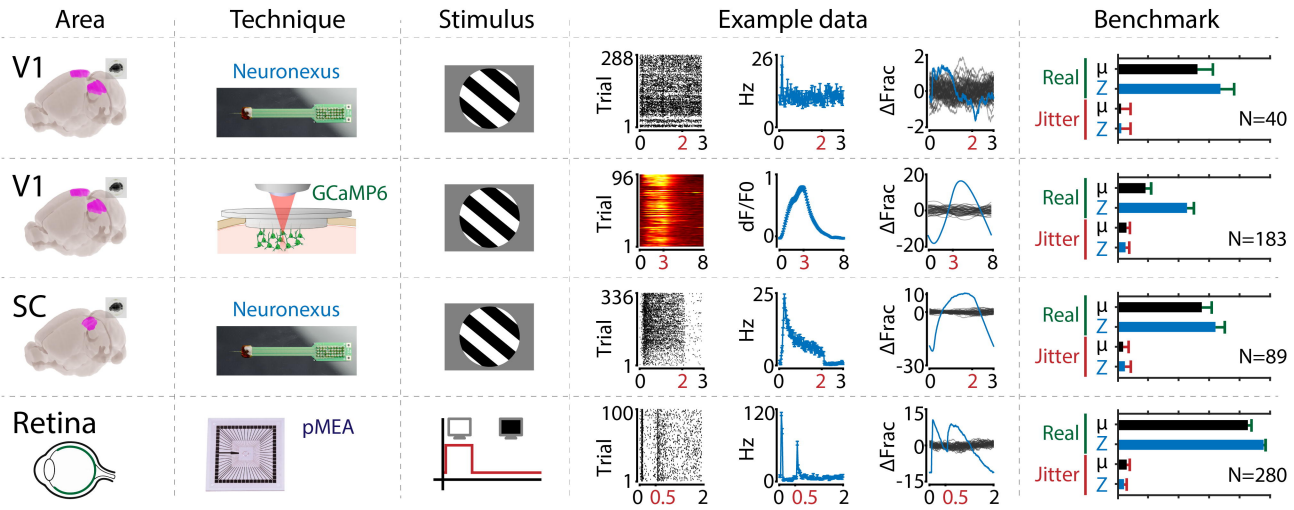 Area Technique Stimulus Example data Benchmark
V1
Neuronexus
288
1
Trial
0 2 3
26
0
Hz
0 2 3
2
0
-2
ΔFrac
0 2 3
Real μ
Z
Jitter μ
Z
N=40
V1
GCaMP6
96
1
Trial
0 3 8
1
0
dF/F0
0 3 8
20
0
-20
ΔFrac
0 3 8
Real μ
Z
Jitter μ
Z
N=183
SC
Neuronexus
336
1
Trial
0 2 3
25
0
Hz
0 2 3
10
0
-30
ΔFrac
0 2 3
Real μ
Z
Jitter μ
Z
N=89
Retina
pMEA
100
1
Trial
0 0.5 2
120
0
Hz
0 0.5 2
15
0
-15
ΔFrac
0 0.5 2
Real μ
Z
Jitter μ
Z
N=280